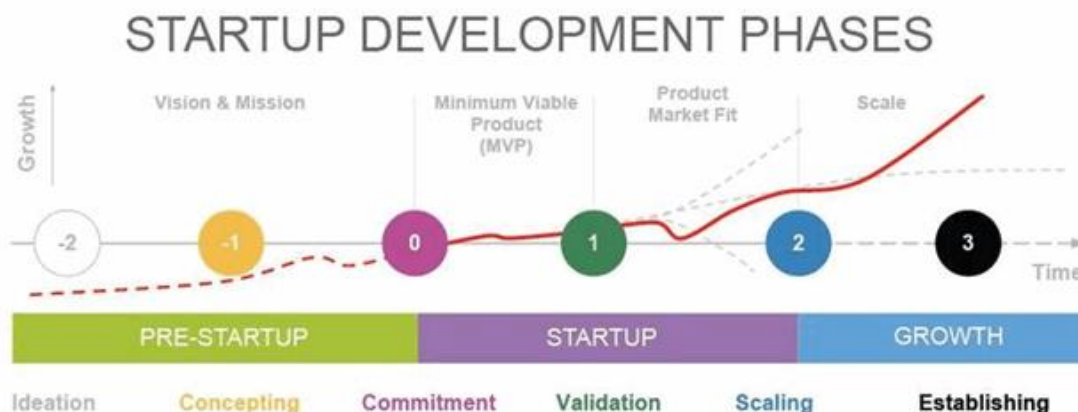 STARTUP DEVELOPMENT PHASES
Growth
Vision & Mission
Minimum Viable
Product
(MVP)
Product
Market Fit
Scale
-2
-1
0
1
2
3
Time
PRE-STARTUP
STARTUP
GROWTH
Ideation
Concepting
Commitment
Validation
Scaling
Establishing